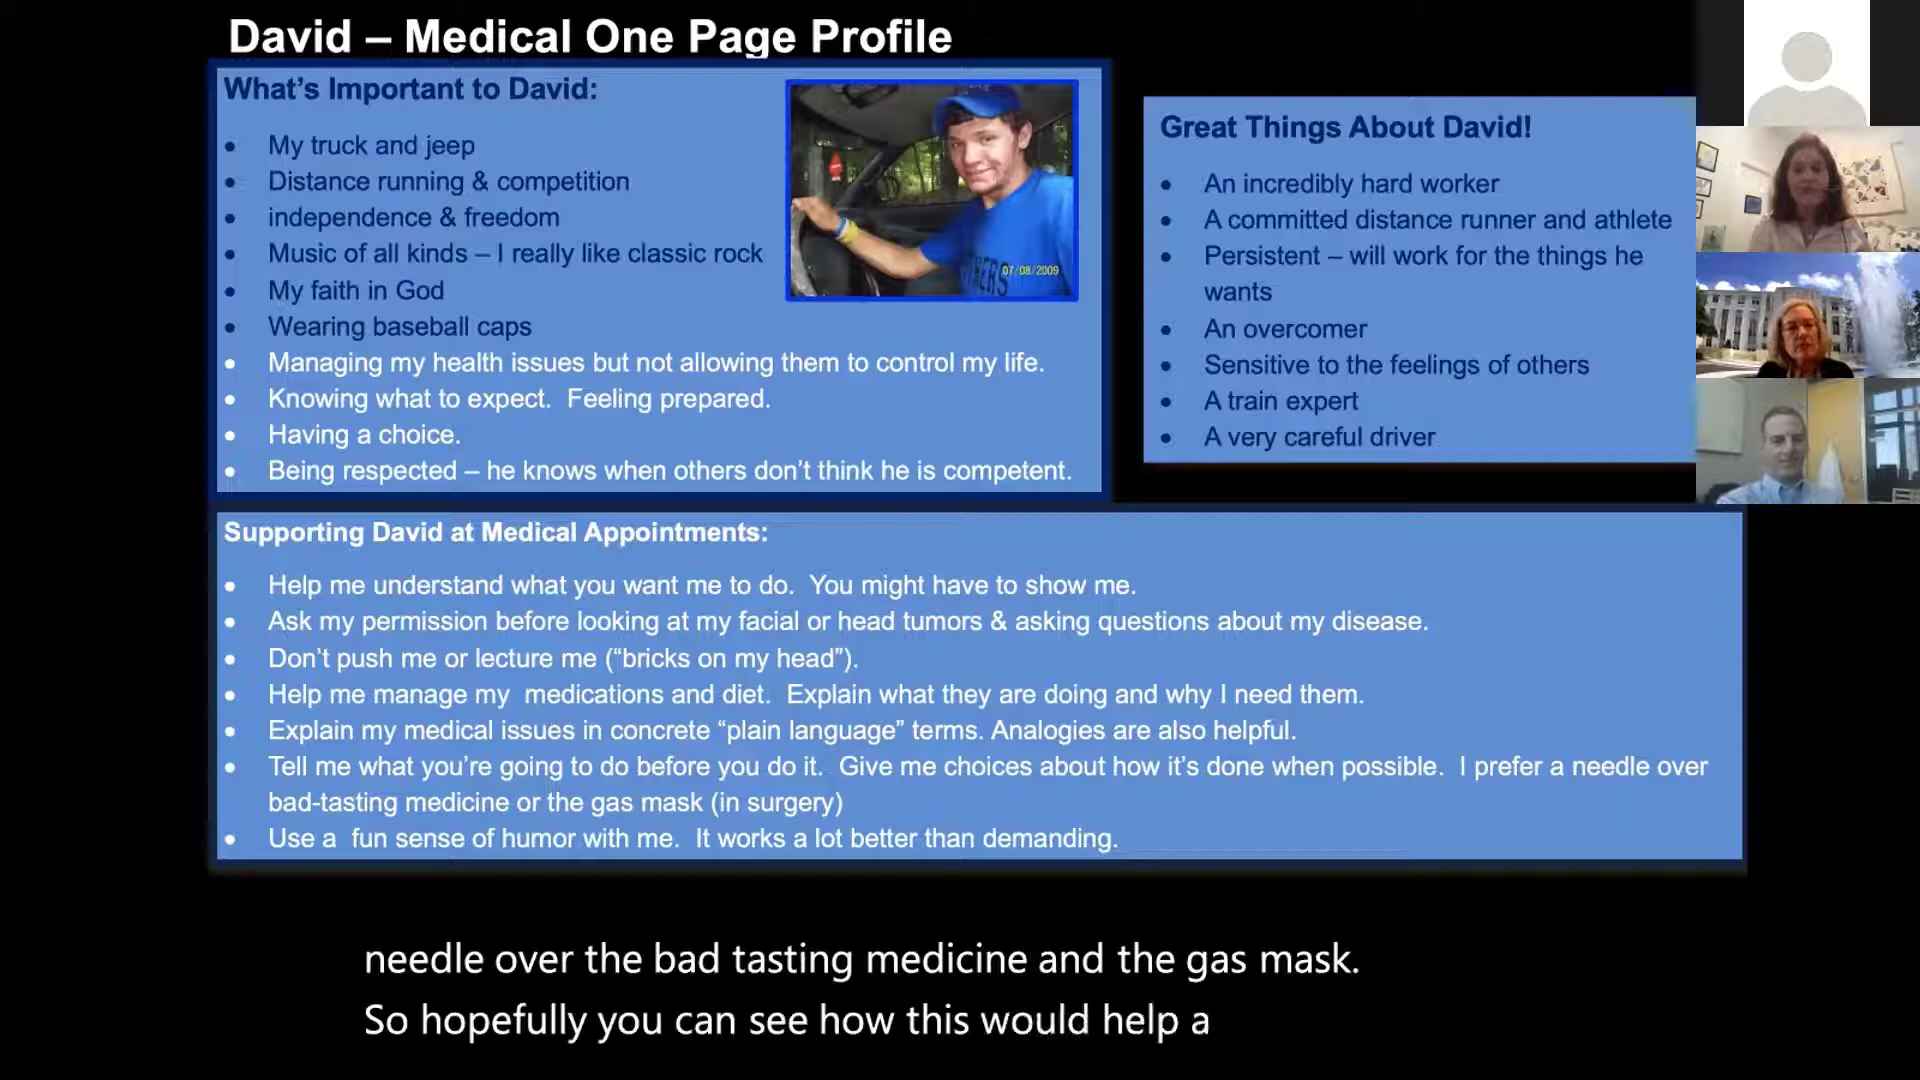 David – Medical One Page Profile
What’s Important to David:
• My truck and jeep
• Distance running & competition
• independence & freedom
• Music of all kinds – I really like classic rock
• My faith in God
• Wearing baseball caps
• Managing my health issues but not allowing them to control my life.
• Knowing what to expect.  Feeling prepared.
• Having a choice.
• Being respected – he knows when others don’t think he is competent.
07/08/2009
Great Things About David!
• An incredibly hard worker
• A committed distance runner and athlete
• Persistent – will work for the things he
wants
• An overcomer
• Sensitive to the feelings of others
• A train expert
• A very careful driver
Supporting David at Medical Appointments:
• Help me understand what you want me to do.  You might have to show me.
• Ask my permission before looking at my facial or head tumors & asking questions about my disease.
• Don’t push me or lecture me (“bricks on my head”).
• Help me manage my  medications and diet.  Explain what they are doing and why I need them.
• Explain my medical issues in concrete “plain language” terms. Analogies are also helpful.
• Tell me what you’re going to do before you do it.  Give me choices about how it’s done when possible.  I prefer a needle over
bad-tasting medicine or the gas mask (in surgery)
• Use a  fun sense of humor with me.  It works a lot better than demanding.
needle over the bad tasting medicine and the gas mask.
So hopefully you can see how this would help a